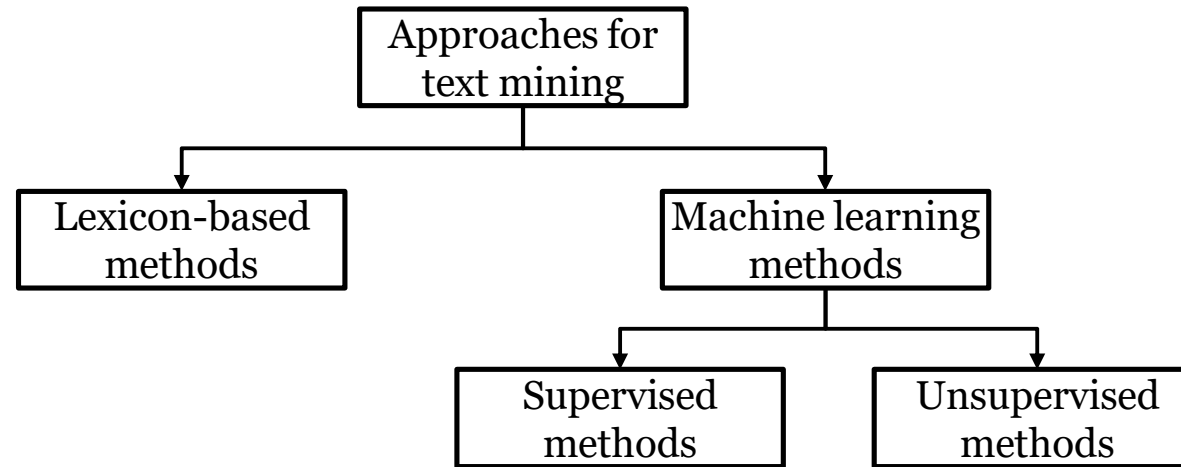 Approaches for
text mining
Lexicon-based
methods
Machine learning
methods
Supervised
methods
Unsupervised
methods